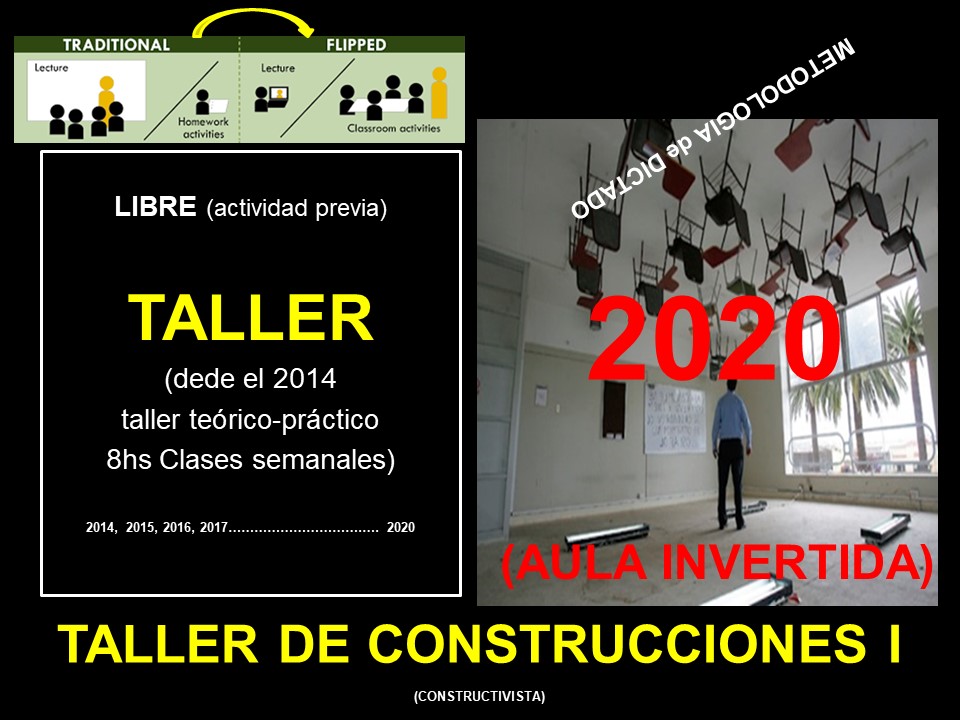 TRADITIONAL
FLIPPED
Lecture
Homework
activities
Lecture
Classroom activities
METODOLOGIA de DICTADO
LIBRE (actividad previa)
TALLER
(dede el 2014
taller teórico-práctico
8hs Clases semanales)
2014, 2015, 2016, 2017…………………………….. 2020
2020
(AULA INVERTIDA)
TALLER DE CONSTRUCCIONES I
(CONSTRUCTIVISTA)